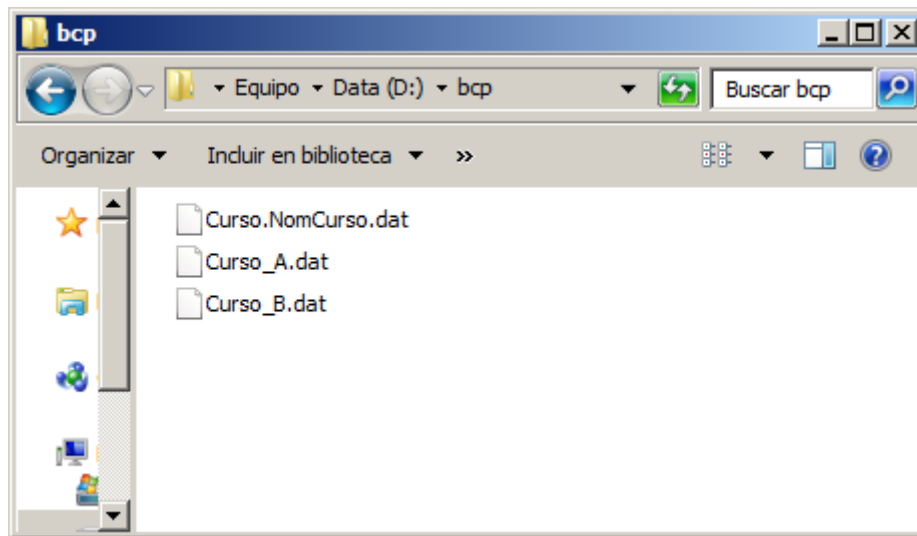 bcp
Equipo Data (D:) bcp Buscar bcp
Organizar Incluir en biblioteca »
Curso.NomCurso.dat
Curso_A.dat
Curso_B.dat